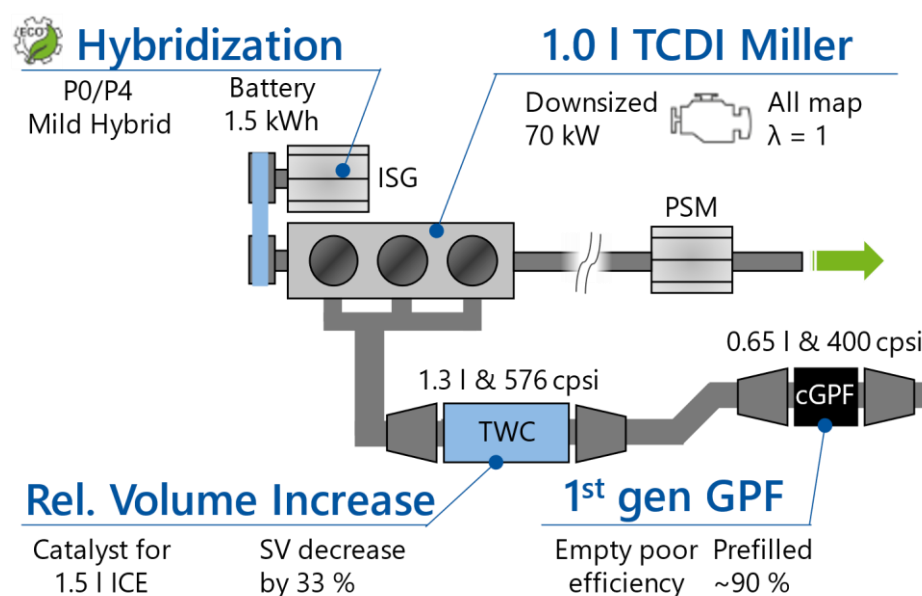 ECO
Hybridization
1.0 l TCDI Miller
P0/P4
Mild Hybrid
Battery
1.5 kWh
Downsized
70 kW
All map
λ = 1
ISG
PSM
1.3 l & 576 cpsi
0.65 l & 400 cpsi
TWC
cGPF
Rel. Volume Increase
1st gen GPF
Catalyst for
1.5 l ICE
SV decrease
by 33 %
Empty poor
efficiency
Prefilled
~90 %